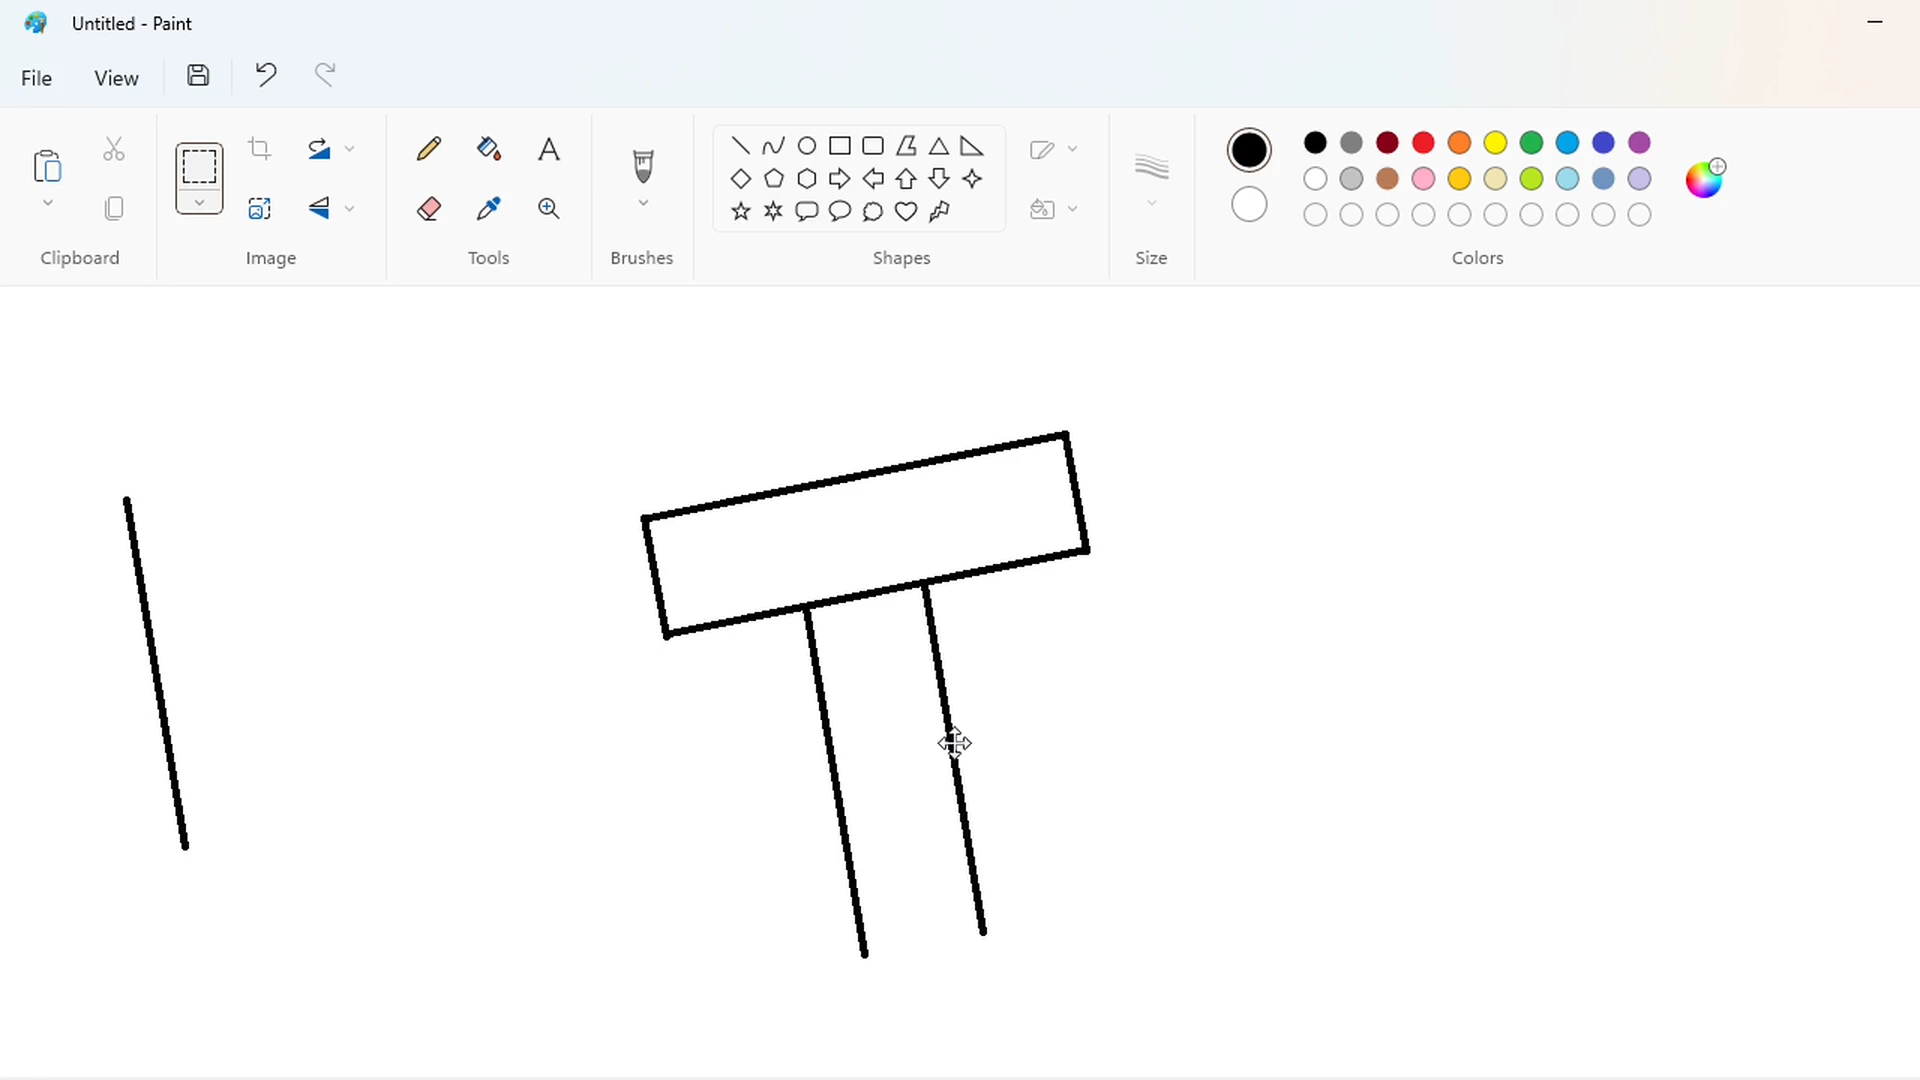 Untitled - Paint
File View
Clipboard Image Tools Brushes Shapes Size Colors